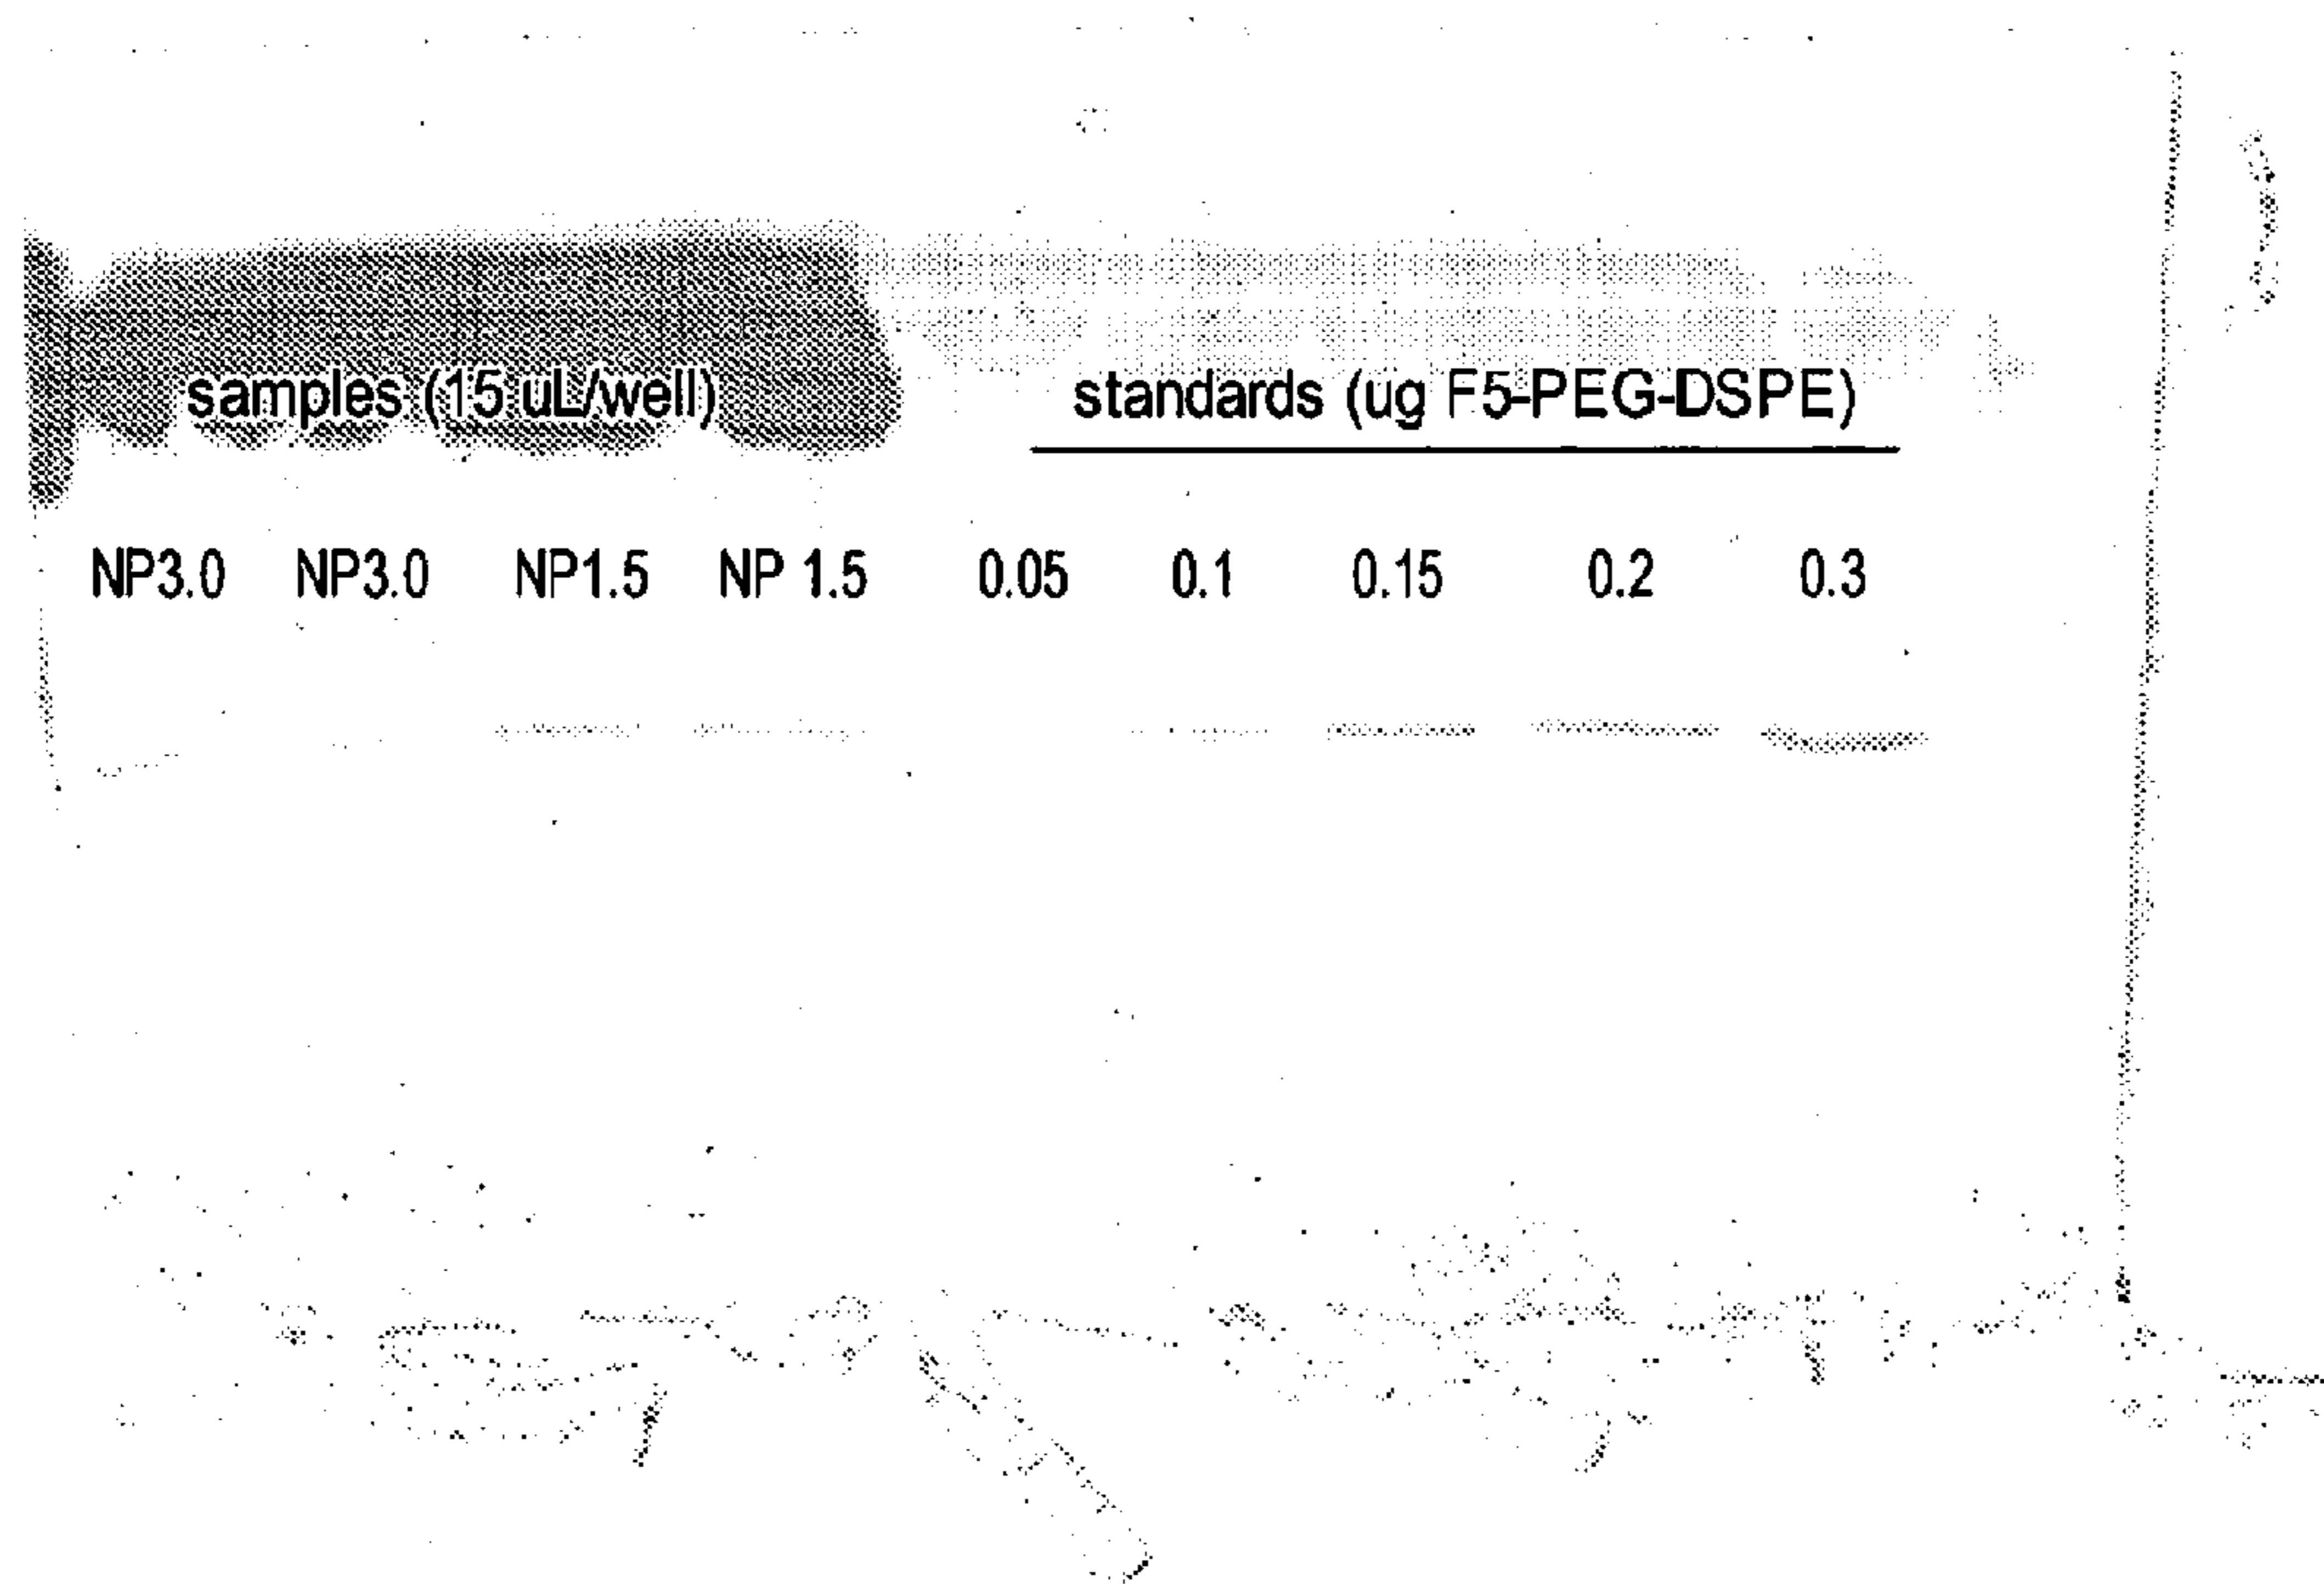 samples (15 uL/well) standards (ug F5-PEG-DSPE)
NP3.0 NP3.0 NP1.5 NP 1.5 0.05 0.1 0.15 0.2 0.3